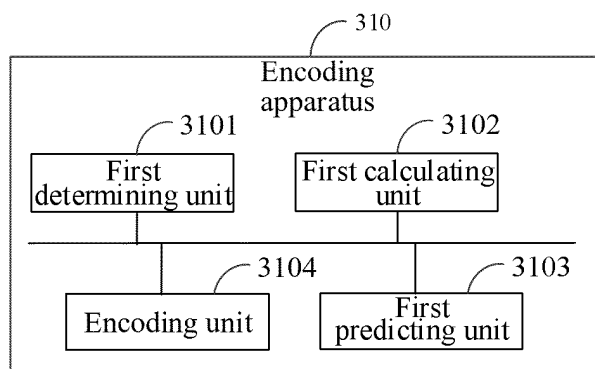 310
Encoding
apparatus
3101
3102
First
determining unit
First calculating
unit
3104
3103
Encoding unit
First
predicting unit